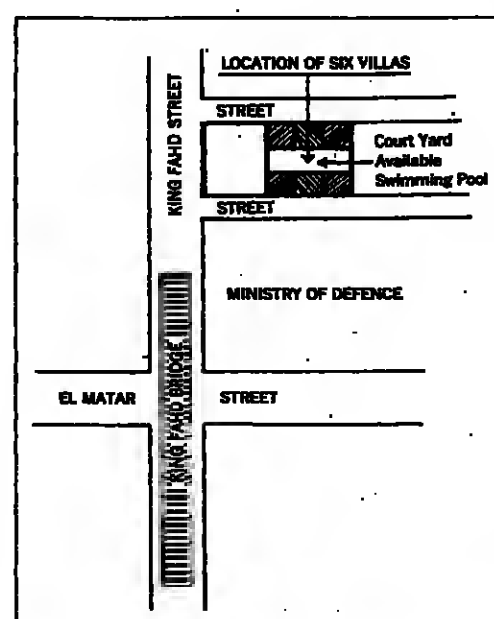 LOCATION OF SIX VILLAS
STREET
KING FAHD STREET
Court Yard
Available
Swimming Pool
STREET
MINISTRY OF DEFENCE
KING FAHD BRIDGE
EL MATAR
STREET